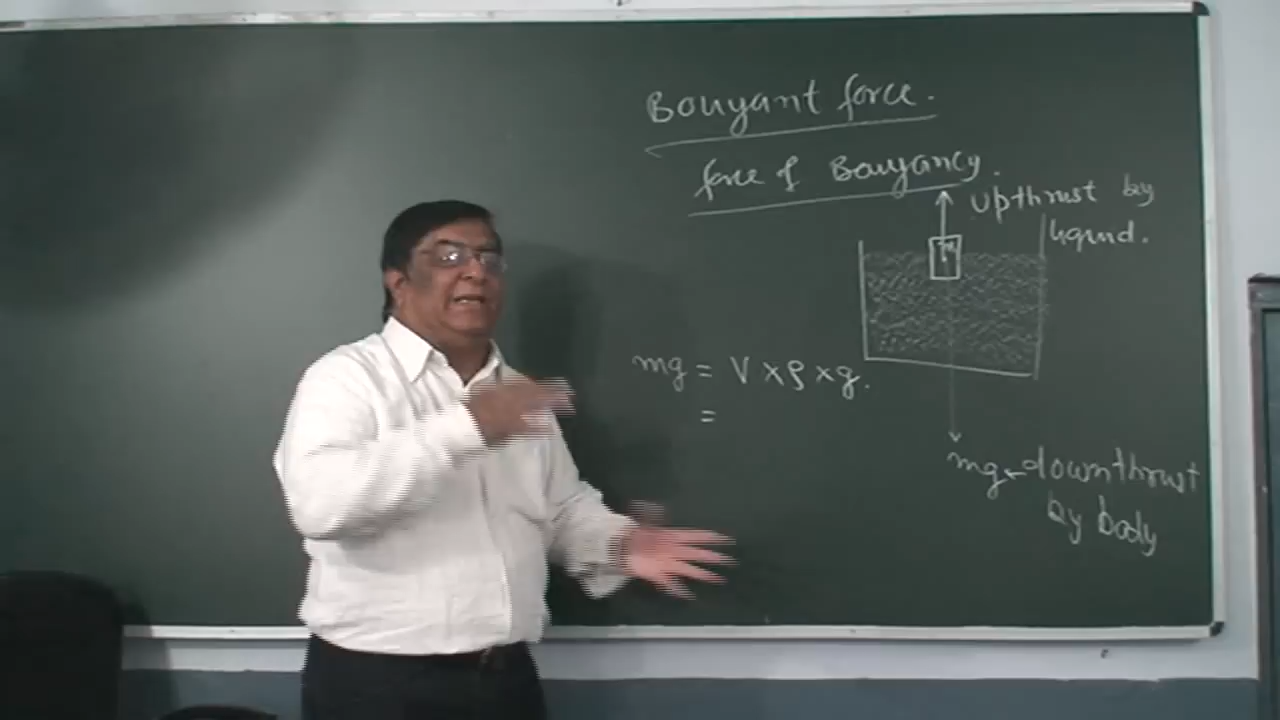 Bouyant force.
force of Bouyancy.
Upthrust by
liquid.
mg = V × ρ × g.
=
mg ← downthrust
by body